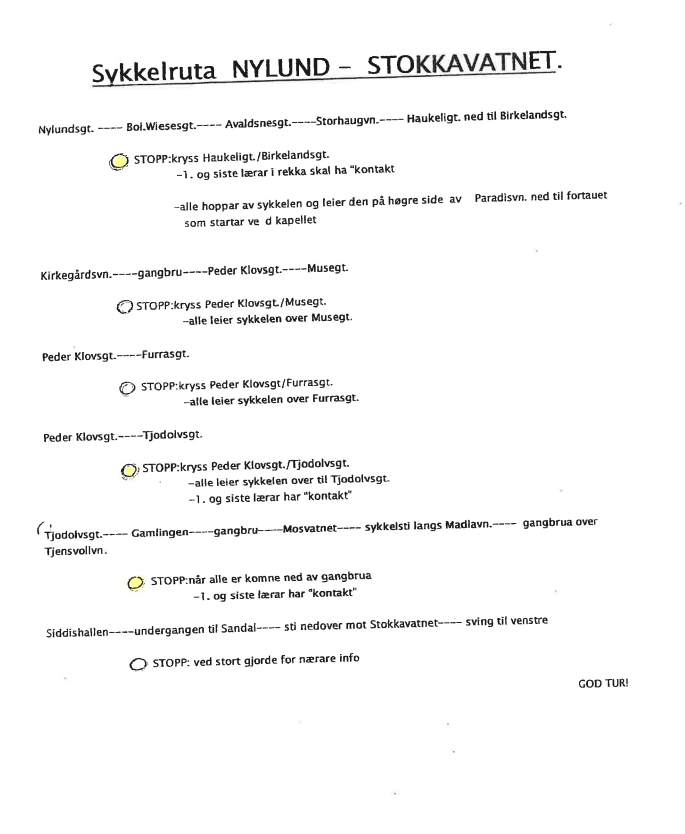 Sykkelruta NYLUND – STOKKAVATNET.
Nylundsgt. ---- Bol.Wiesesgt.---- Avaldsnesgt.----Storhaugvn.---- Haukeligt. ned til Birkelandsgt.
STOPP:kryss Haukeligt./Birkelandsgt.
-1. og siste lærar i rekka skal ha "kontakt
-alle hoppar av sykkelen og leier den på høgre side av Paradisvn. ned til fortauet
som startar ve d kapellet
Kirkegårdsvn.----gangbru----Peder Klovsgt.----Musegt.
STOPP:kryss Peder Klovsgt./Musegt.
-alle leier sykkelen over Musegt.
Peder Klovsgt.----Furrasgt.
STOPP:kryss Peder Klovsgt/Furrasgt.
-alle leier sykkelen over Furrasgt.
Peder Klovsgt.----Tjodolvsgt.
STOPP:kryss Peder Klovsgt./Tjodolvsgt.
-alle leier sykkelen over til Tjodolvsgt.
-1. og siste lærar har "kontakt"
Tjodolvsgt.---- Gamlingen----gangbru----Mosvatnet---- sykkelsti langs Madlavn.---- gangbrua over
Tjensvollvn.
STOPP:når alle er komne ned av gangbrua
-1. og siste lærar har "kontakt"
Siddishallen----undergangen til Sandal---- sti nedover mot Stokkavatnet---- sving til venstre
STOPP: ved stort gjorde for nærare info
GOD TUR!